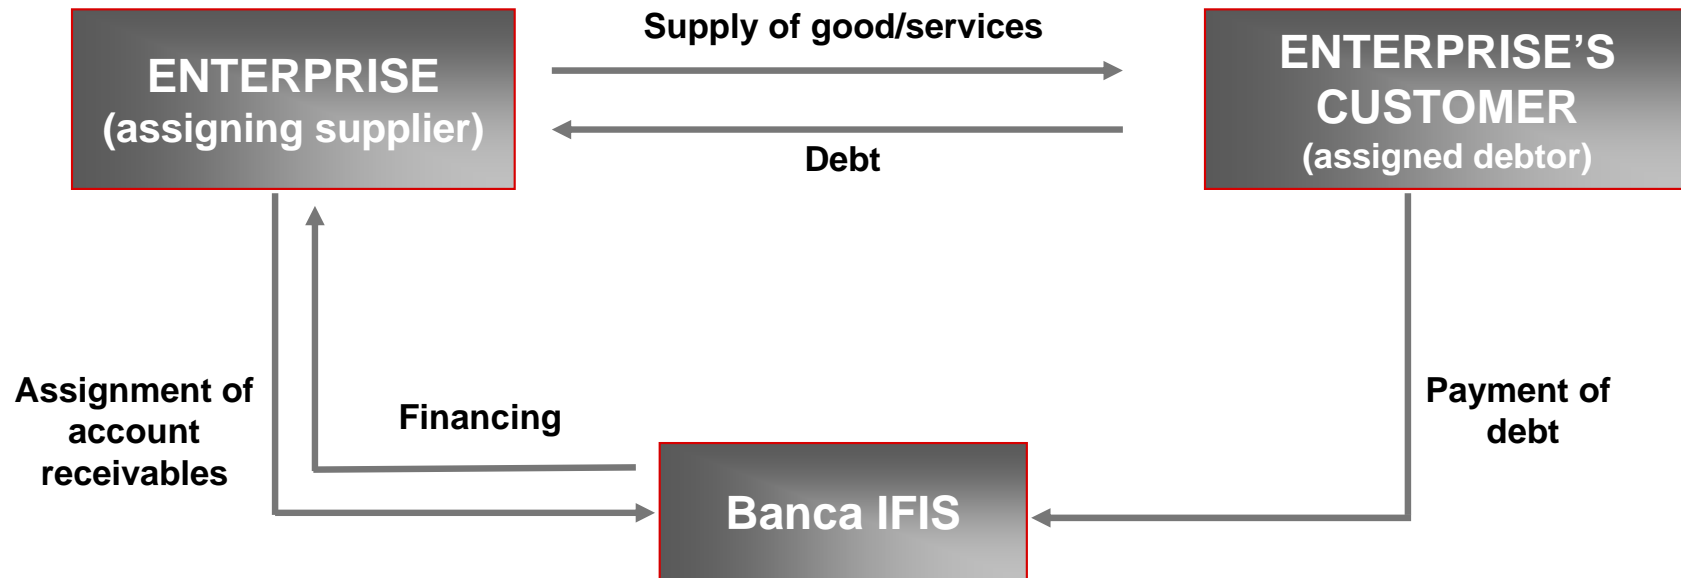 ENTERPRISE
(assigning supplier)
Supply of good/services
Debt
ENTERPRISE’S
CUSTOMER
(assigned debtor)
Assignment of
account
receivables
Financing
Payment of
debt
Banca IFIS